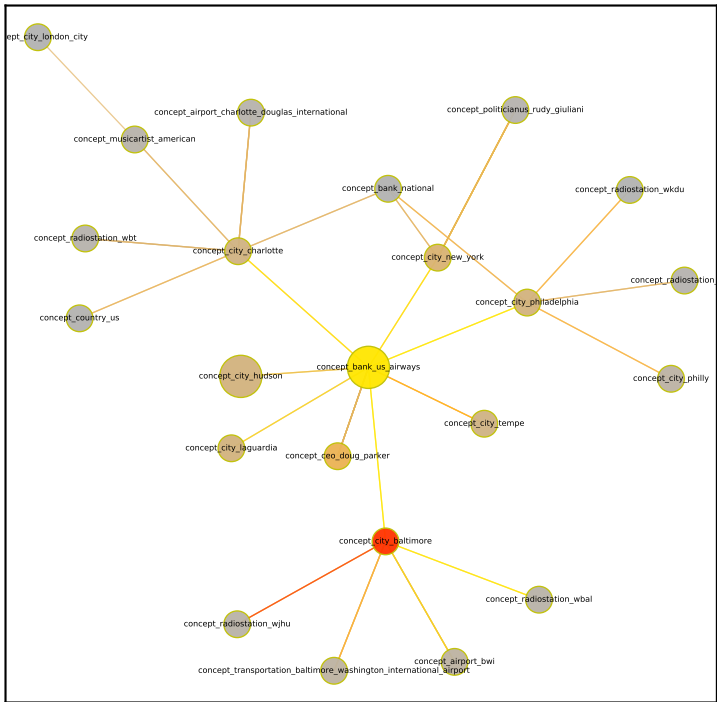 ept_city_london_city
concept_airport_charlotte_douglas_international
concept_politicianus_rudy_giuliani
concept_musicartist_american
concept_bank_national
concept_radiostation_wkdu
concept_radiostation_wbt
concept_city_charlotte
concept_city_new_york
concept_radiostation_
concept_city_philadelphia
concept_country_us
concept_bank_us_airways
concept_city_hudson
concept_city_philly
concept_city_tempe
concept_city_laguardia
concept_ceo_doug_parker
concept_city_baltimore
concept_radiostation_wbal
concept_radiostation_wjhu
concept_airport_bwi
concept_transportation_baltimore_washington_international_airport